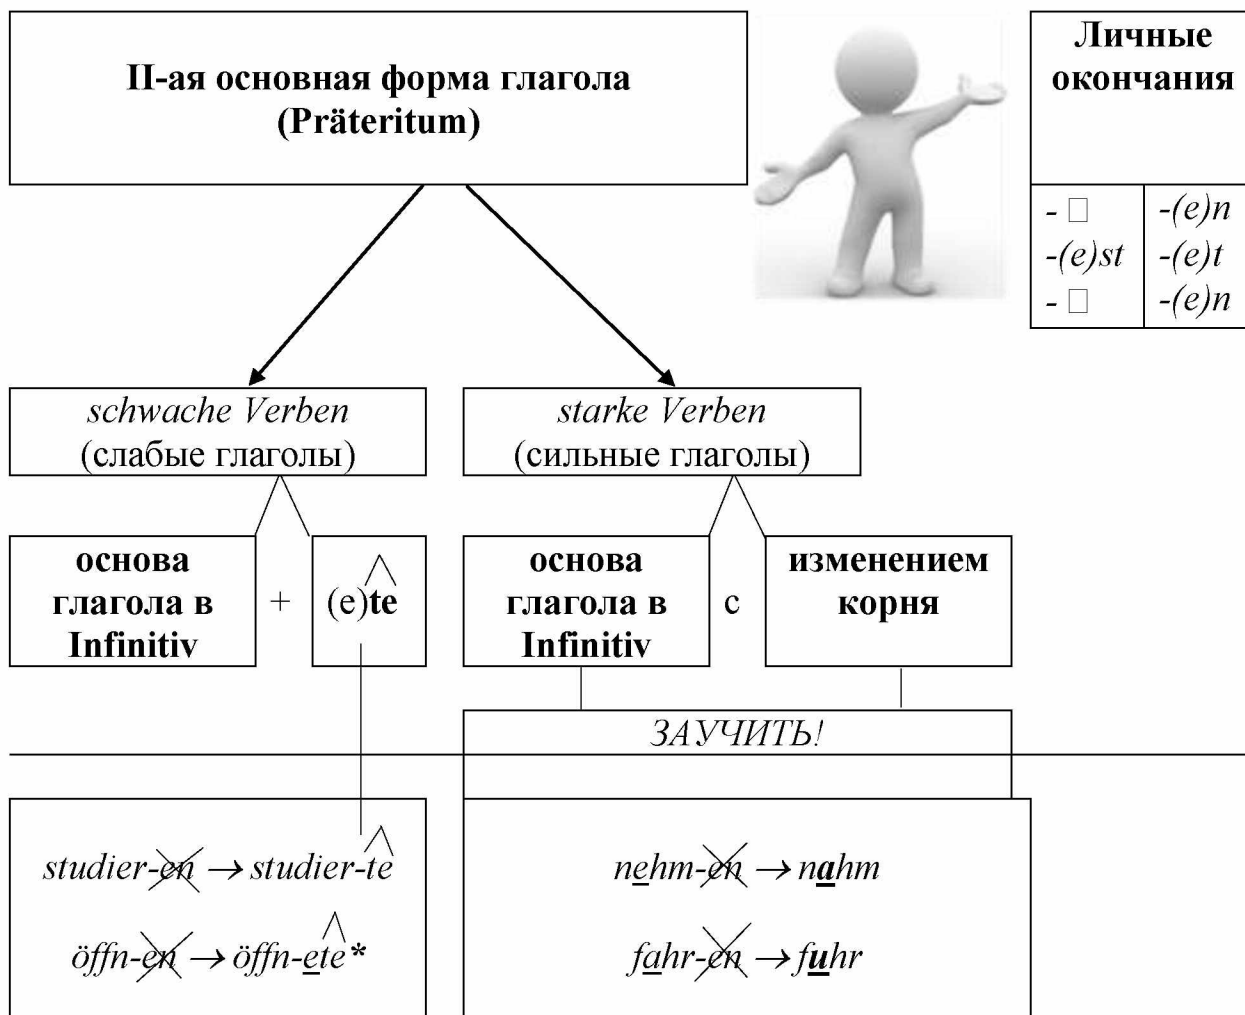 II-ая основная форма глагола
(Präteritum)
Личные
окончания
- □ -(e)n
-(e)st -(e)t
- □ -(e)n
schwache Verben
(слабые глаголы)
starke Verben
(сильные глаголы)
основа
глагола в
Infinitiv
+
(e)te
основа
глагола в
Infinitiv
с
изменением
корня
ЗАУЧИТЬ!
studier-en → studier-te
öffn-en → öffn-ete*
nehm-en → nahm
fahr-en → fuhr